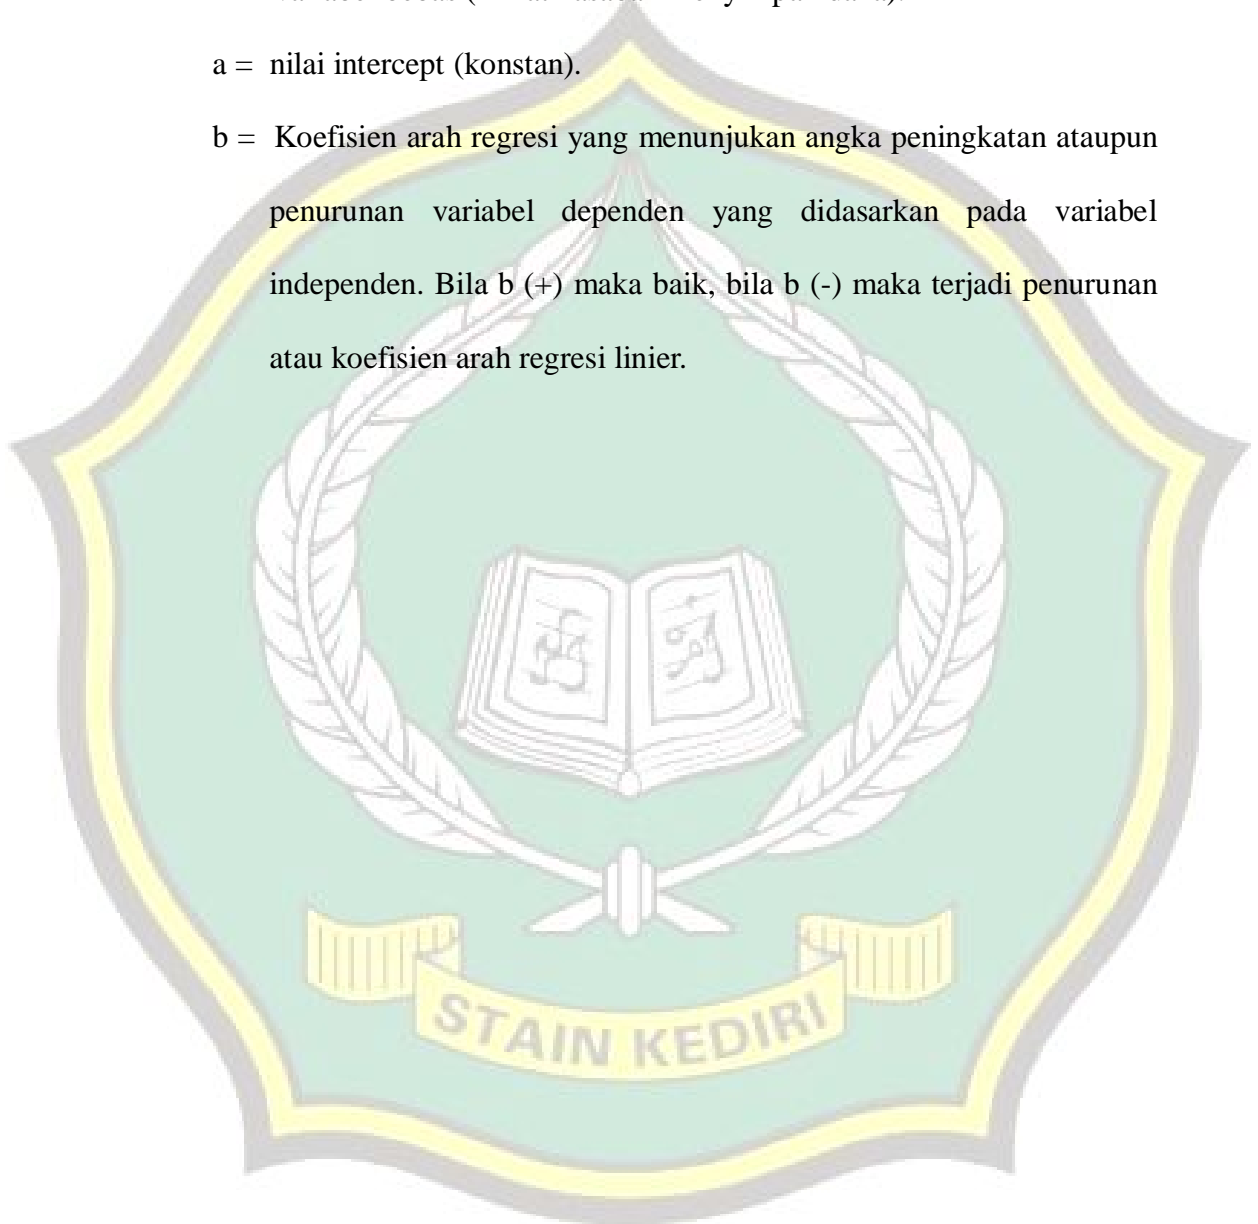 a = nilai intercept (konstan).
b = Koefisien arah regresi yang menunjukan angka peningkatan ataupun
penurunan variabel dependen yang didasarkan pada variabel
independen. Bila b (+) maka baik, bila b (-) maka terjadi penurunan
atau koefisien arah regresi linier.
STAIN KEDIRI